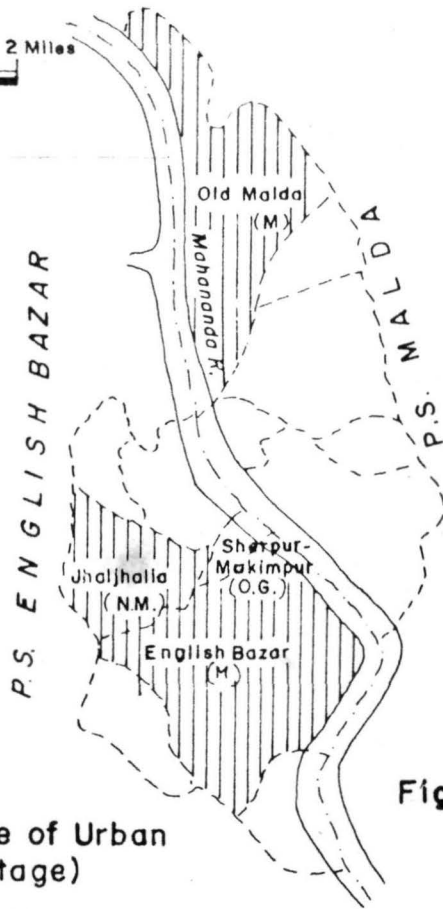 2 Miles
Old Malda
(M)
Mahananda R.
P.S. MALDA
P.S. ENGLISH BAZAR
Sherpur-
Makimpur
(O.G.)
Jhaljhalia
(N.M.)
English Bazar
(M)
Fig
e of Urban
tage)